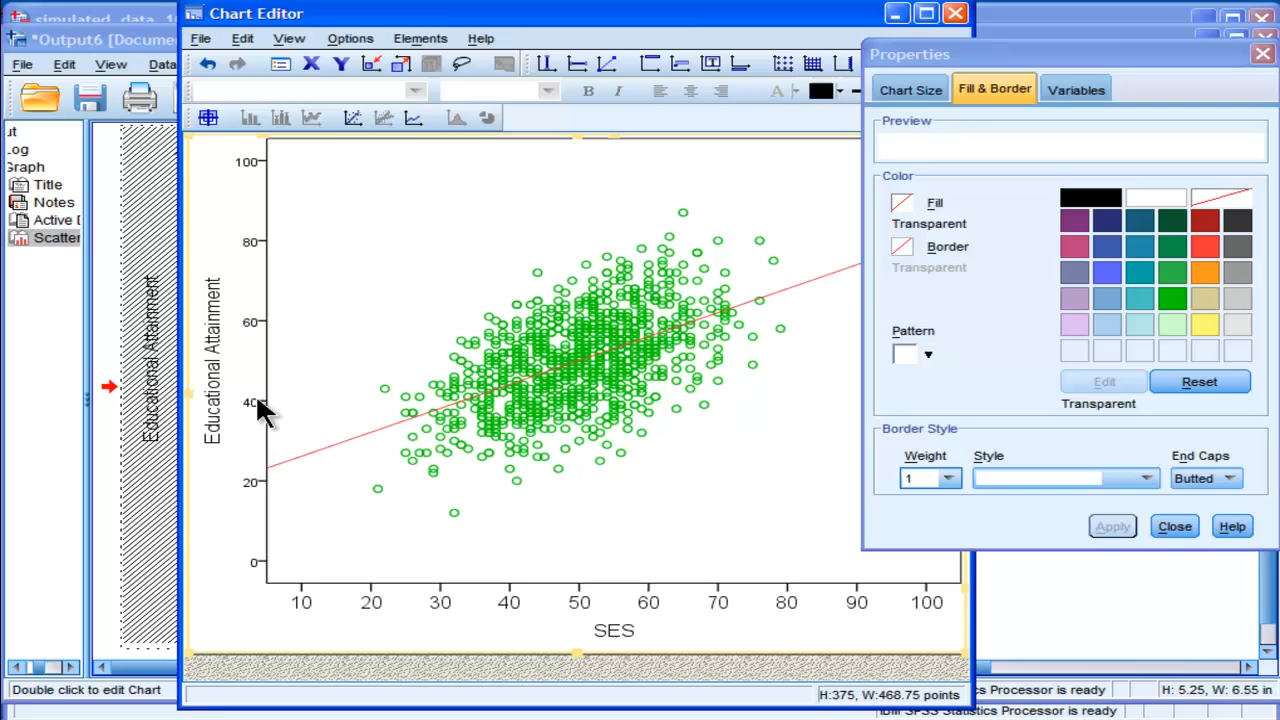 simulated_data_10
*Output6 [Docume
File Edit View Data
ut
Log
Graph
Title
Notes
Active D
Scatter
Educational Attainment
Double click to edit Chart
Chart Editor
File Edit View Options Elements Help
B I A
100
80
60
40
20
0
Educational Attainment
10 20 30 40 50 60 70 80 90 100
SES
H:375, W:468.75 points
Properties
Chart Size Fill & Border Variables
Preview
Color
Fill
Transparent
Border
Transparent
Pattern
Edit Reset
Transparent
Border Style
Weight Style End Caps
1 Butted
Apply Close Help
cs Processor is ready H: 5.25, W: 6.55 in
IBM SPSS Statistics Processor is ready